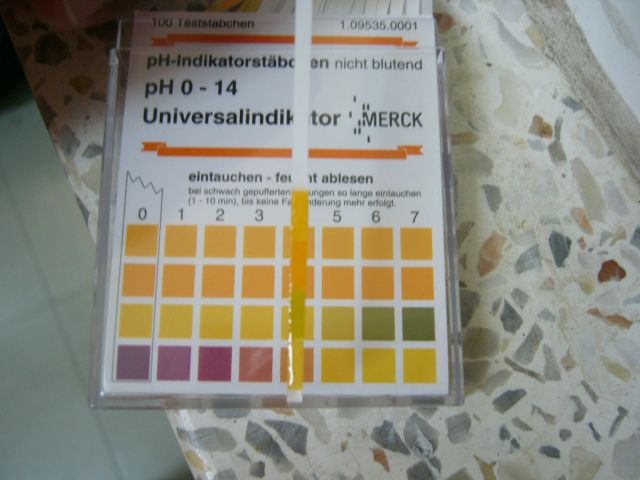 100 Teststäbchen 1.09535.0001
pH-Indikatorstäbchen nicht blutend
pH 0 - 14
Universalindikator MERCK
eintauchen - feucht ablesen
bei schwach gepufferten Lösungen so lange eintauchen
(1 - 10 min), bis keine Farbänderung mehr erfolgt.
0 1 2 3 5 6 7